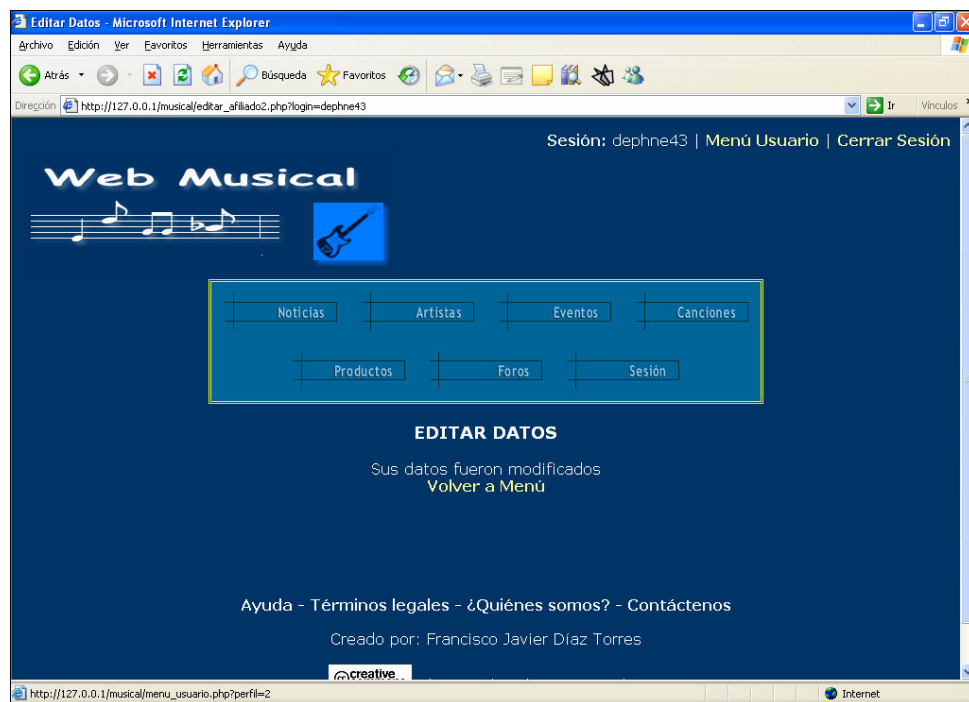 Editar Datos - Microsoft Internet Explorer
Archivo Edición Ver Favoritos Herramientas Ayuda
Atrás Búsqueda Favoritos
Dirección http://127.0.0.1/musical/editar_afiliado2.php?login=dephne43 Ir Vínculos
Sesión: dephne43 | Menú Usuario | Cerrar Sesión
Web Musical
Noticias Artistas Eventos Canciones
Productos Foros Sesión
EDITAR DATOS
Sus datos fueron modificados
Volver a Menú
Ayuda - Términos legales - ¿Quiénes somos? - Contáctenos
Creado por: Francisco Javier Díaz Torres
creative
http://127.0.0.1/musical/menu_usuario.php?perfil=2 Internet